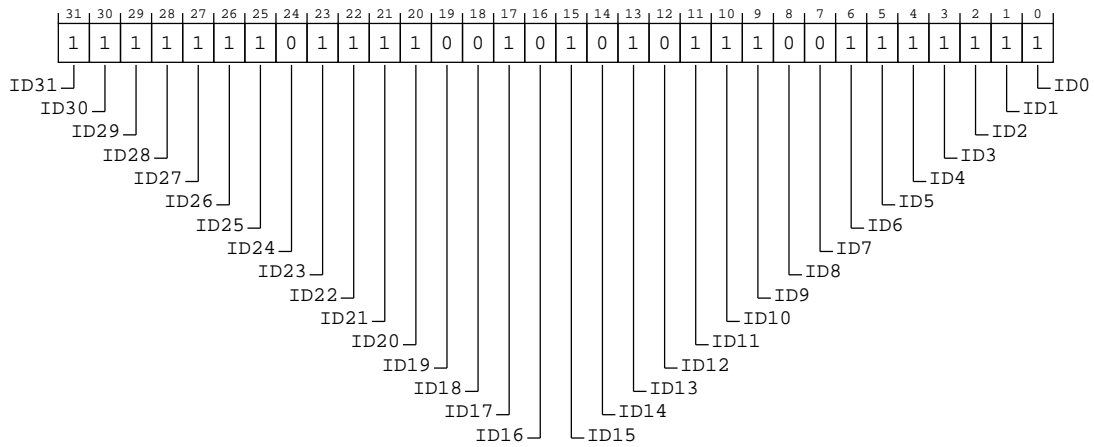 31 30 29 28 27 26 25 24 23 22 21 20 19 18 17 16 15 14 13 12 11 10 9 8 7 6 5 4 3 2 1 0
1 1 1 1 1 1 1 0 1 1 1 1 0 0 1 0 1 0 1 0 1 1 1 0 0 1 1 1 1 1 1 1
ID31 ID0
ID30 ID1
ID29 ID2
ID28 ID3
ID27 ID4
ID26 ID5
ID25 ID6
ID24 ID7
ID23 ID8
ID22 ID9
ID21 ID10
ID20 ID11
ID19 ID12
ID18 ID13
ID17 ID14
ID16 ID15